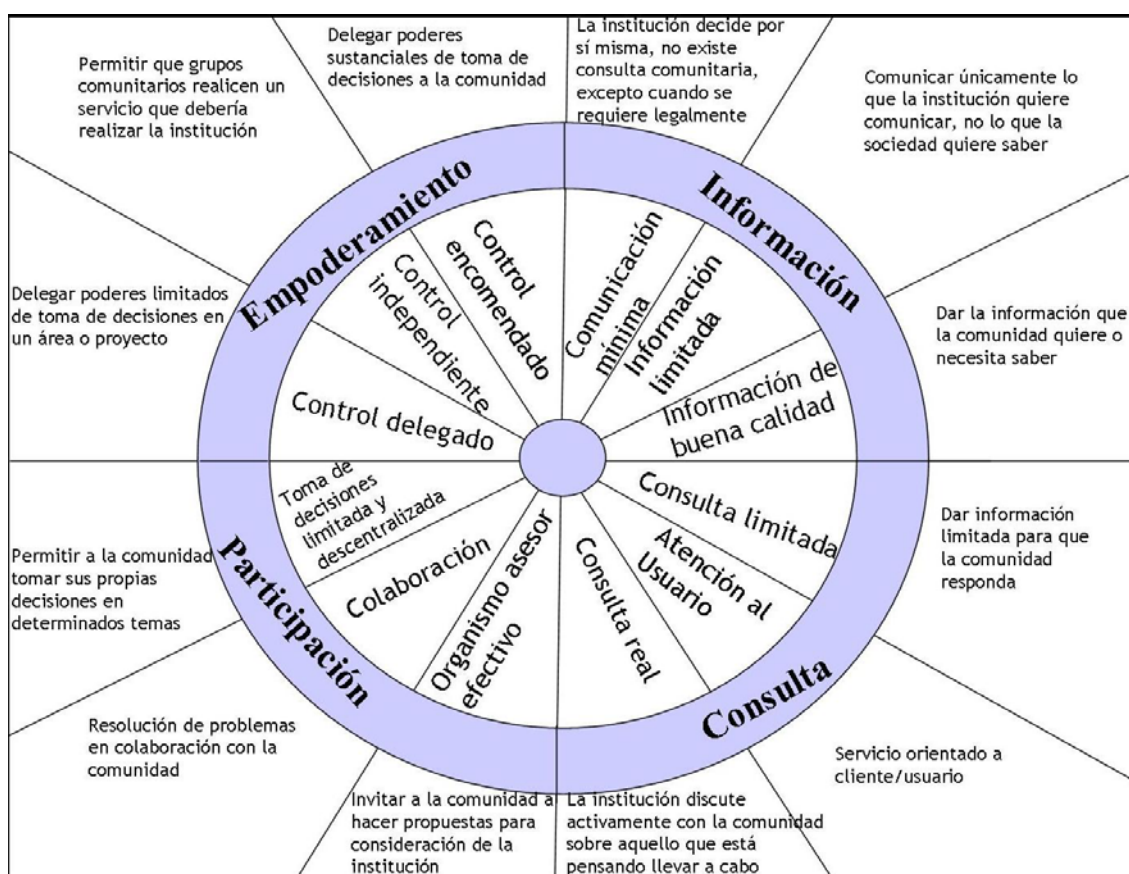 La institución decide por
sí misma, no existe
consulta comunitaria,
excepto cuando se
requiere legalmente
Comunicar únicamente lo
que la institución quiere
comunicar, no lo que la
sociedad quiere saber
Dar la información que
la comunidad quiere o
necesita saber
Dar información
limitada para que
la comunidad
responda
Servicio orientado a
cliente/usuario
La institución discute
activamente con la comunidad
sobre aquello que está
pensando llevar a cabo
Invitar a la comunidad a
hacer propuestas para
consideración de la
institución
Resolución de problemas
en colaboración con la
comunidad
Permitir a la comunidad
tomar sus propias
decisiones en
determinados temas
Delegar poderes limitados
de toma de decisiones en
un área o proyecto
Permitir que grupos
comunitarios realicen un
servicio que debería
realizar la institución
Delegar poderes
sustanciales de toma de
decisiones a la comunidad
Información
Consulta
Participación
Empoderamiento
Comunicación
mínima
Información
limitada
Información de
buena calidad
Consulta limitada
Atención al
Usuario
Consulta real
Organismo asesor
efectivo
Colaboración
Toma de
decisiones
limitada y
descentralizada
Control delegado
Control
independiente
Control
encomendado